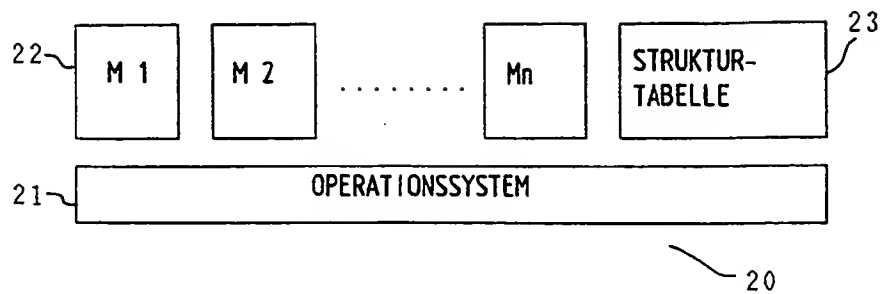 22 M 1 M 2 ........ Mn STRUKTUR- 23
TABELLE
21 OPERATIONSSYSTEM
20